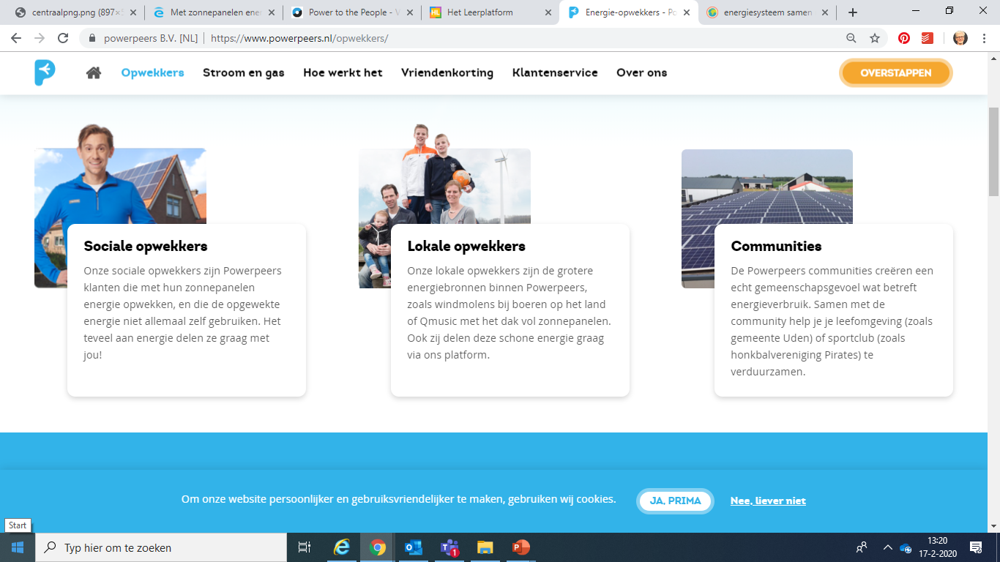 centraalpng.png (897×5
Met zonnepanelen ene
Power to the People - V
Het Leerplatform
Energie-opwekkers - Po
energiesysteem samen
powerpeers B.V. [NL] | https://www.powerpeers.nl/opwekkers/
Opwekkers Stroom en gas Hoe werkt het Vriendenkorting Klantenservice Over ons OVERSTAPPEN
Sociale opwekkers
Onze sociale opwekkers zijn Powerpeers
klanten die met hun zonnepanelen
energie opwekken, en die de opgewekte
energie niet allemaal zelf gebruiken. Het
teveel aan energie delen ze graag met
jou!
Lokale opwekkers
Onze lokale opwekkers zijn de grotere
energiebronnen binnen Powerpeers,
zoals windmolens bij boeren op het land
of Qmusic met het dak vol zonnepanelen.
Ook zij delen deze schone energie graag
via ons platform.
Communities
De Powerpeers communities creëren een
echt gemeenschapsgevoel wat betreft
energieverbruik. Samen met de
community help je je leefomgeving (zoals
gemeente Uden) of sportclub (zoals
honkbalvereniging Pirates) te
verduurzamen.
Om onze website persoonlijker en gebruiksvriendelijker te maken, gebruiken wij cookies. JA, PRIMA Nee, liever niet
Start
Typ hier om te zoeken
1
13:20
17-2-2020